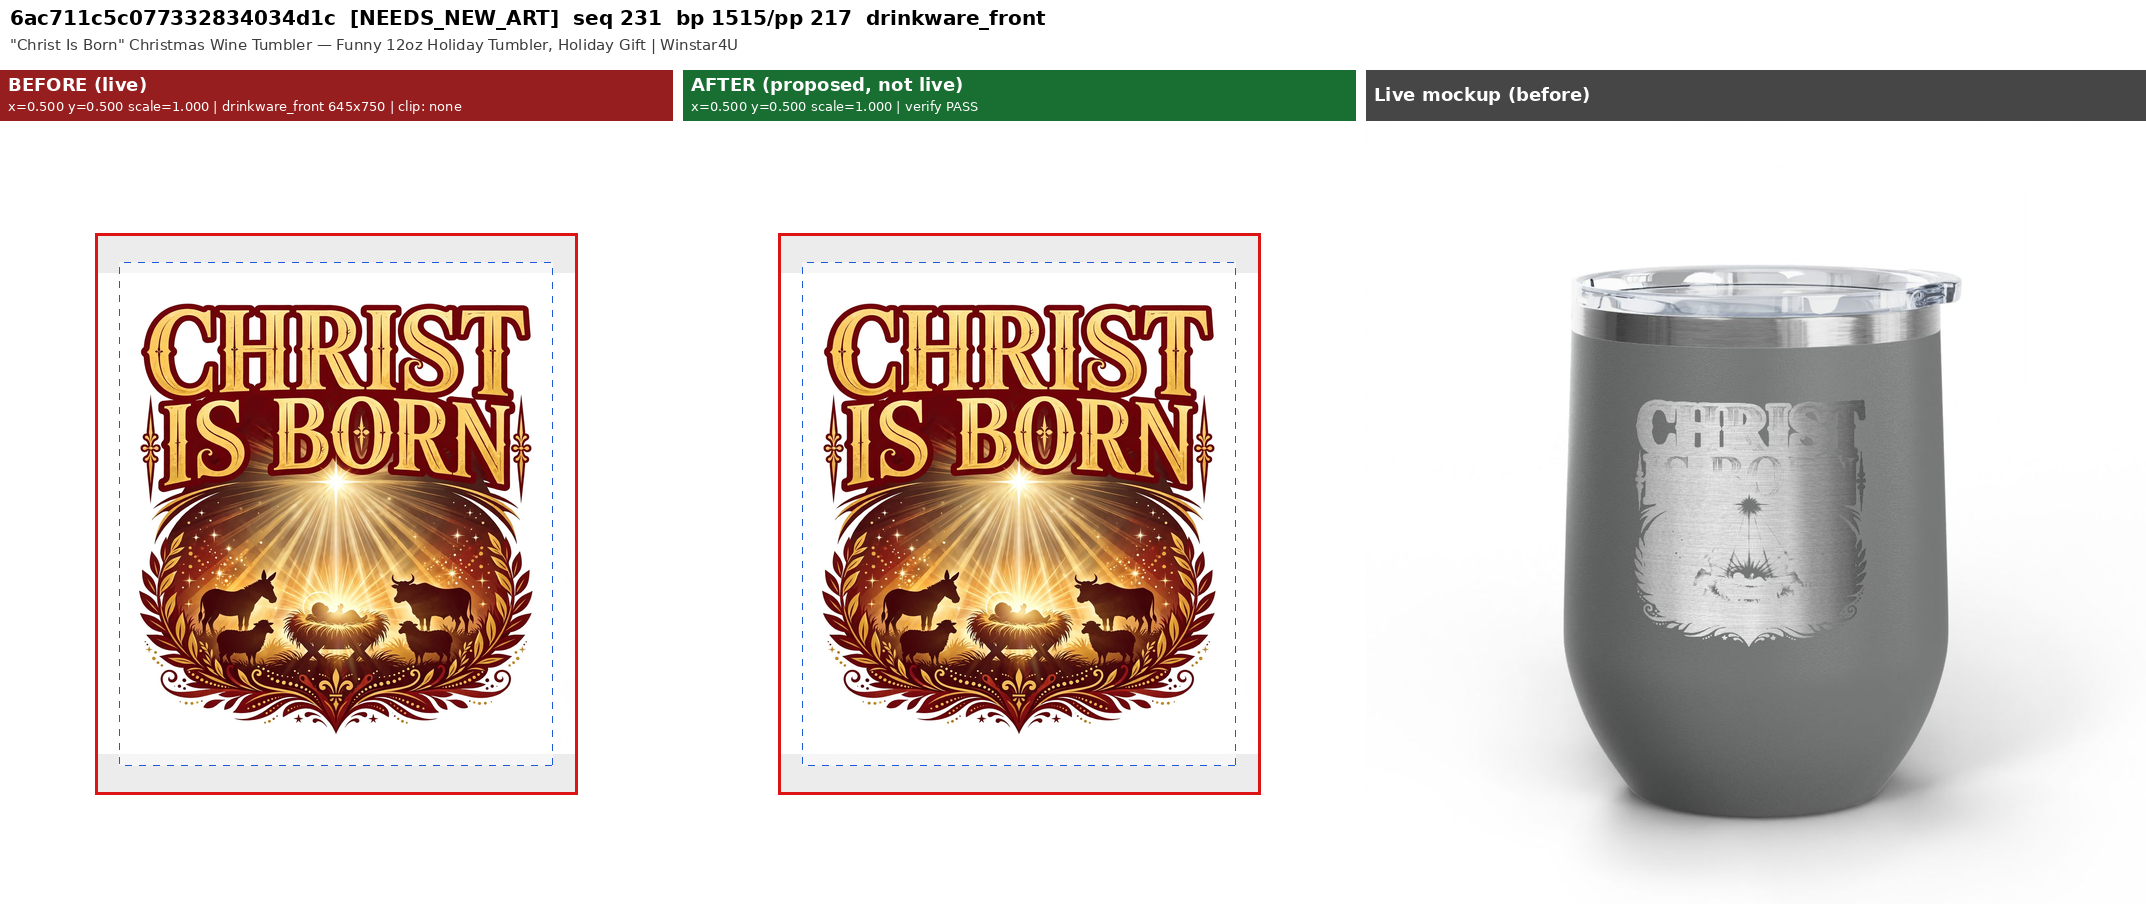 6ac711c5c077332834034d1c [NEEDS_NEW_ART] seq 231 bp 1515/pp 217 drinkware_front
"Christ Is Born" Christmas Wine Tumbler — Funny 12oz Holiday Tumbler, Holiday Gift | Winstar4U
BEFORE (live)
x=0.500 y=0.500 scale=1.000 | drinkware_front 645x750 | clip: none
AFTER (proposed, not live)
x=0.500 y=0.500 scale=1.000 | verify PASS
Live mockup (before)
CHRIST
IS BORN
CHRIST
IS BORN
CHRIST
IS BORN